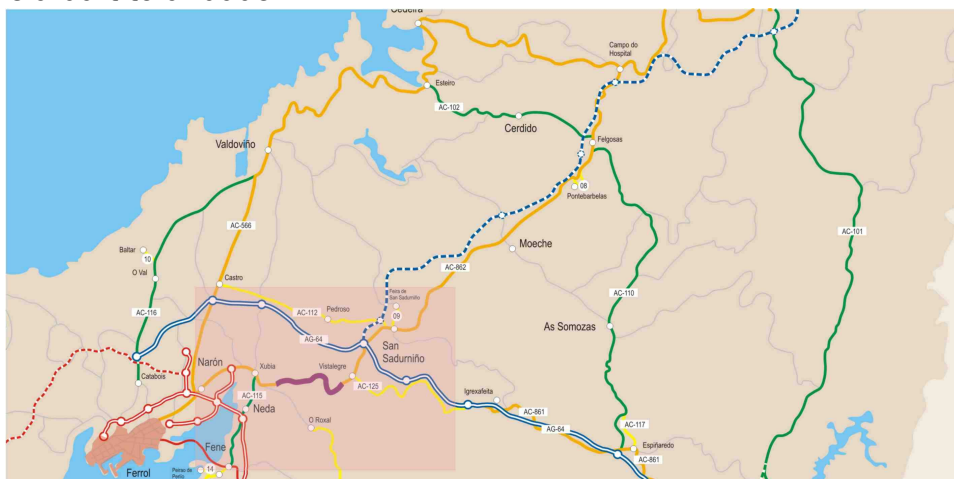 Cedeira
Campo do
Hospital
Esteiro
AC-102
Cerdido
Felgosas
Valdoviño
08
Pontebarbelas
AC-566
AC-101
Moeche
Baltar
10
O Val
AC-862
Castro
Feira de
San Sadurniño
AC-110
AC-116
AC-112
Pedroso
09
As Somozas
AG-64
San
Sadurniño
Narón
Xubia
Vistalegre
Catabois
AC-115
AC-125
Igrexafeita
Neda
AC-861
O Roxal
AC-117
AG-64
Fene
Espiñaredo
AC-861
14
Ferrol